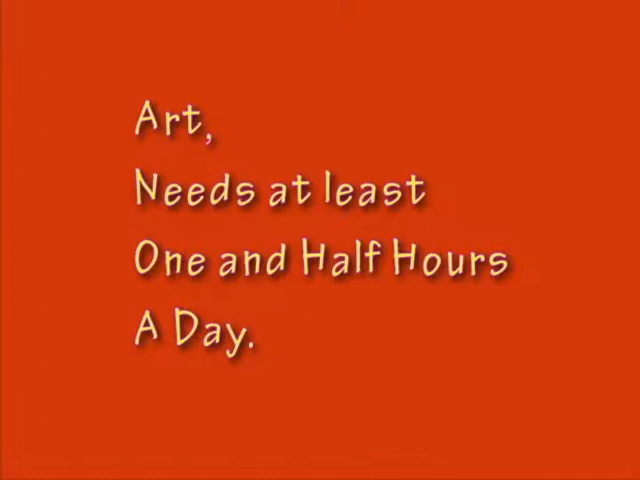 Art,
Needs at least
One and Half Hours
A Day.